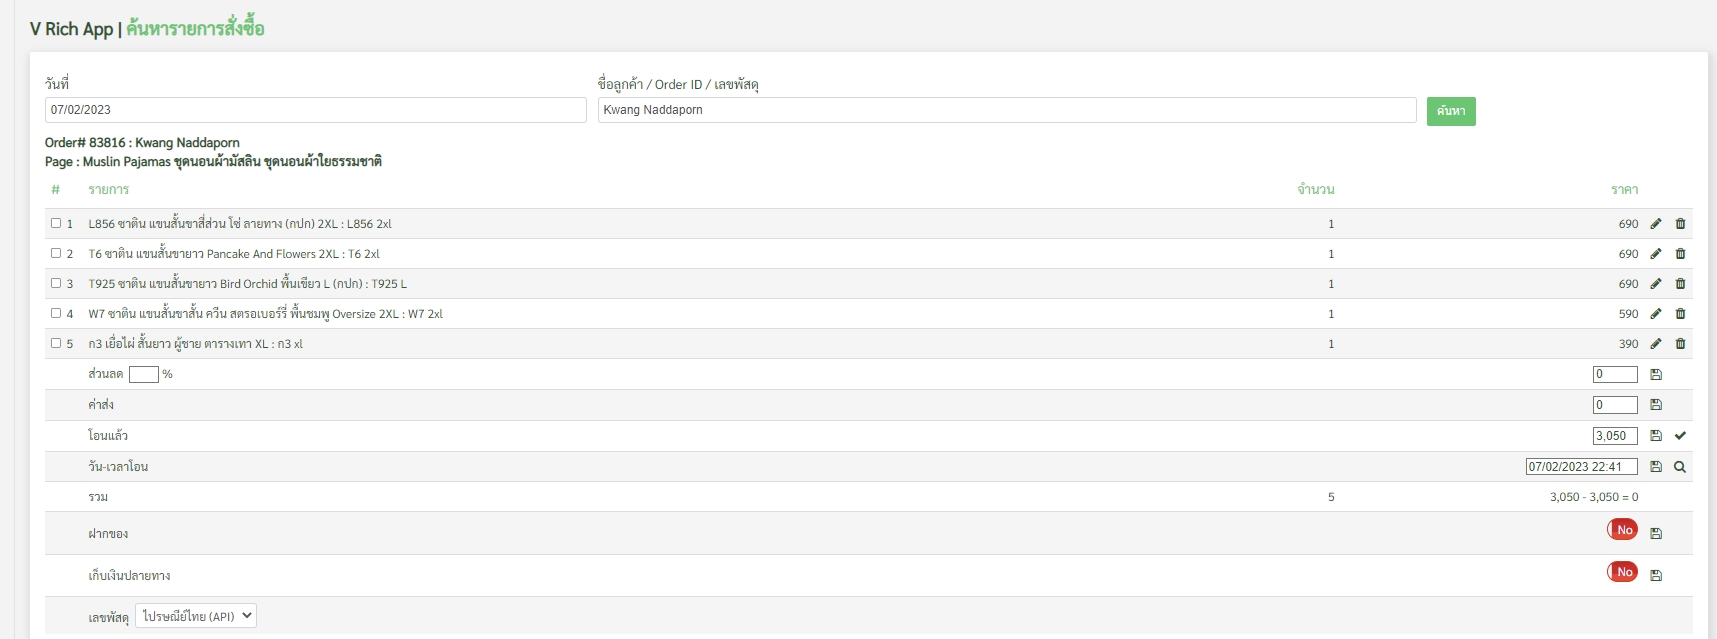 V Rich App | ค้นหารายการสั่งซื้อ
วันที่ ชื่อลูกค้า / Order ID / เลขพัสดุ
07/02/2023 Kwang Naddaporn ค้นหา
Order# 83816 : Kwang Naddaporn
Page : Muslin Pajamas ชุดนอนผ้ามัสลิน ชุดนอนผ้าใยธรรมชาติ
# รายการ จำนวน ราคา
1 L856 ซาติน แขนสั้นขาสี่ส่วน โซ่ ลายทาง (กปก) 2XL : L856 2xl 1 690
2 T6 ซาติน แขนสั้นขายาว Pancake And Flowers 2XL : T6 2xl 1 690
3 T925 ซาติน แขนสั้นขายาว Bird Orchid พื้นเขียว L (กปก) : T925 L 1 690
4 W7 ซาติน แขนสั้นขาสั้น ควีน สตรอเบอร์รี่ พื้นชมพู Oversize 2XL : W7 2xl 1 590
5 ก3 เยื่อไผ่ สั้นยาว ผู้ชาย ตารางเทา XL : ก3 xl 1 390
ส่วนลด % 0
ค่าส่ง 0
โอนแล้ว 3,050
วัน-เวลาโอน 07/02/2023 22:41
รวม 5 3,050 - 3,050 = 0
ฝากของ No
เก็บเงินปลายทาง No
เลขพัสดุ ไปรษณีย์ไทย (API)